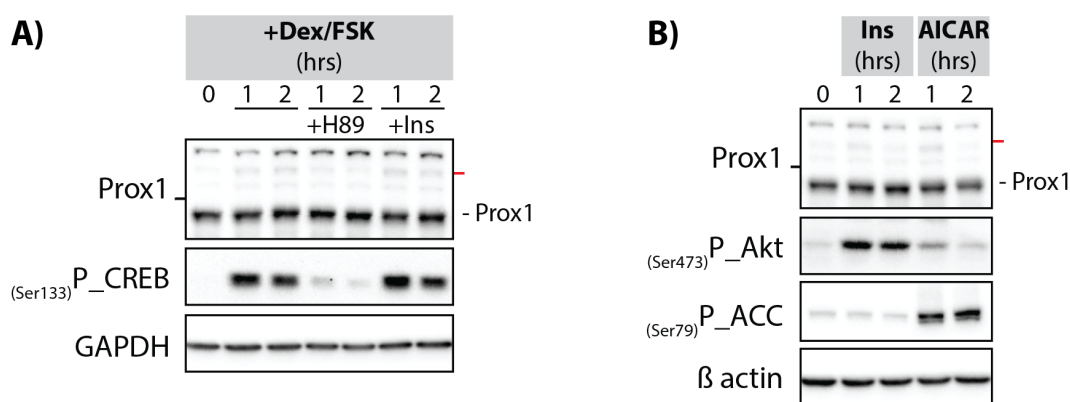 A)
+Dex/FSK
(hrs)
0 1 2 1 2 1 2
+H89 +Ins
Prox1
- Prox1
(Ser133)P_CREB
GAPDH
B)
Ins AICAR
(hrs) (hrs)
0 1 2 1 2
Prox1
- Prox1
(Ser473)P_Akt
(Ser79)P_ACC
ß actin